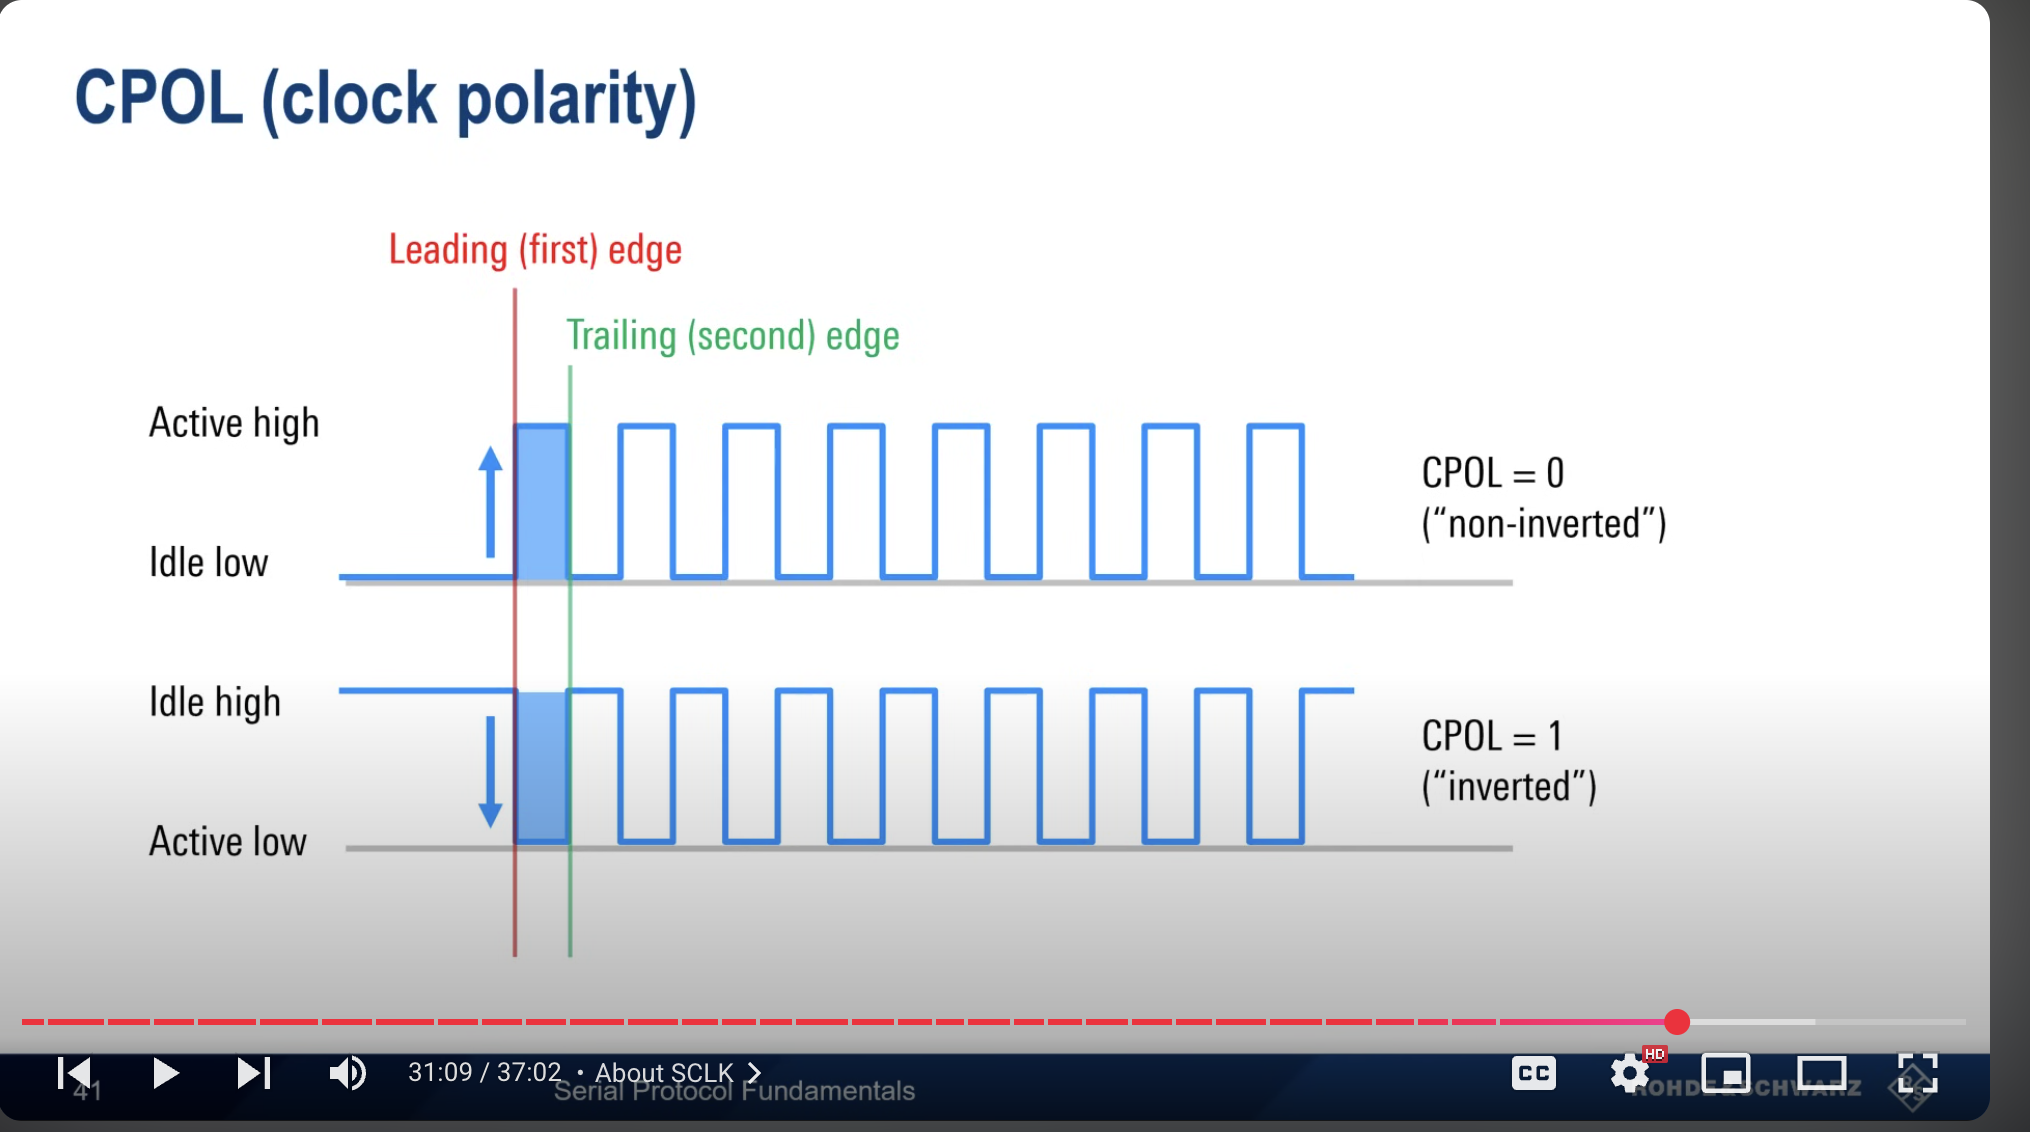 CPOL (clock polarity)
Leading (first) edge
Trailing (second) edge
Active high
Idle low
CPOL = 0
(“non-inverted”)
Idle high
Active low
CPOL = 1
(“inverted”)
31:09 / 37:02 • About SCLK
CC
HD
41
Serial Protocol Fundamentals
ROHDE & SCHWARZ